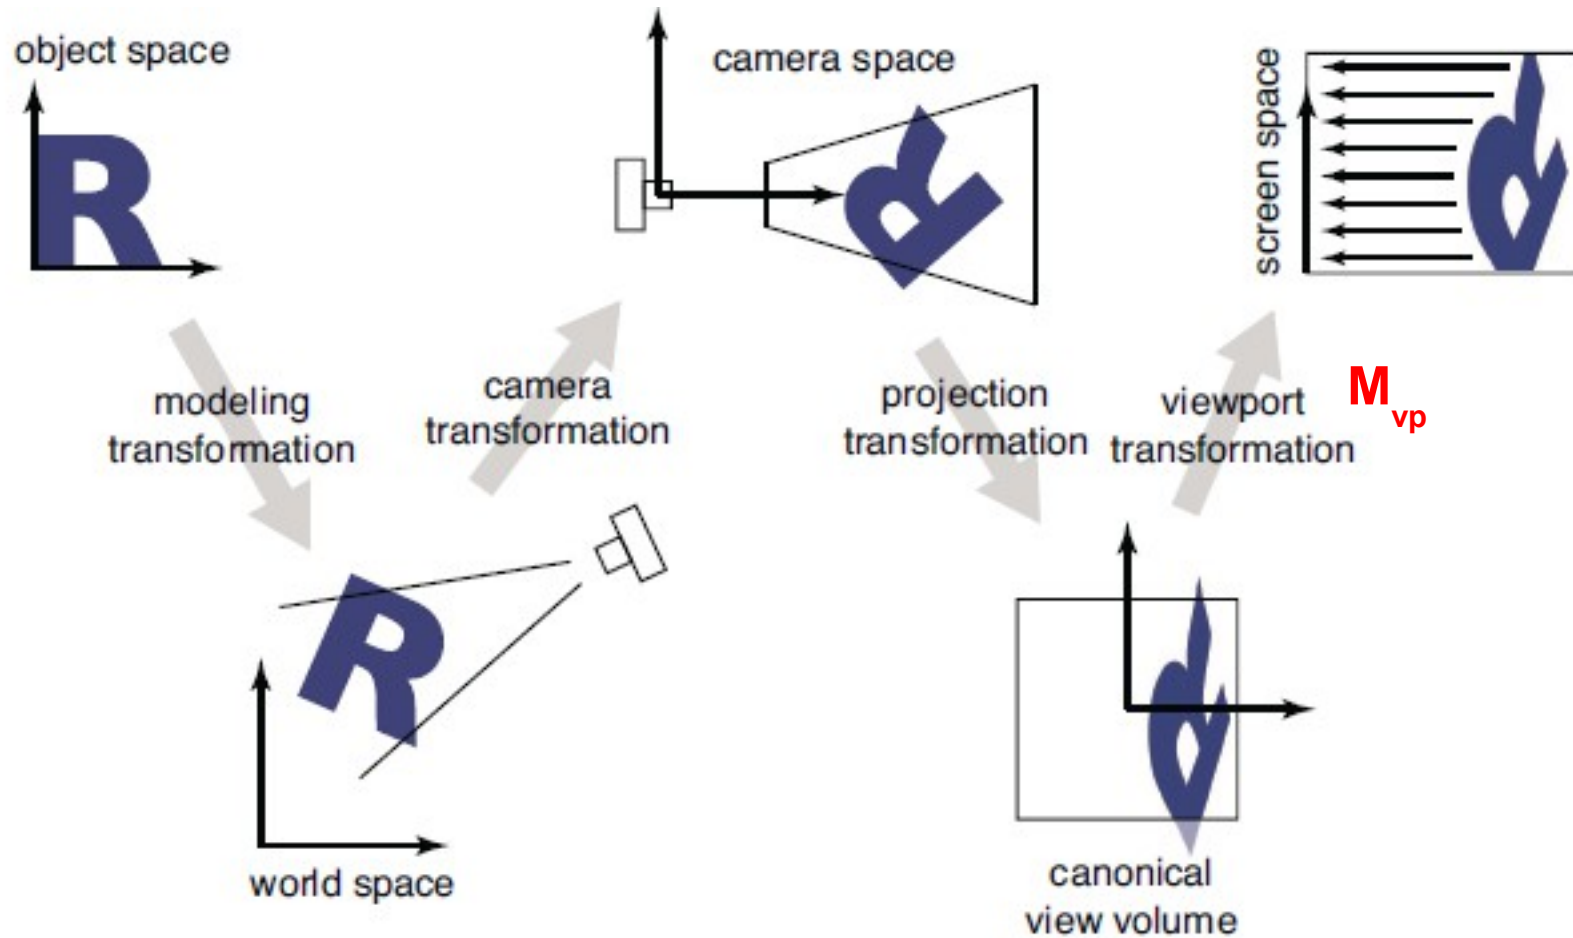 object space
camera space
screen space
modeling
transformation
camera
transformation
projection
transformation
viewport
transformation
M vp
world space
canonical
view volume
R
R
R
R
R